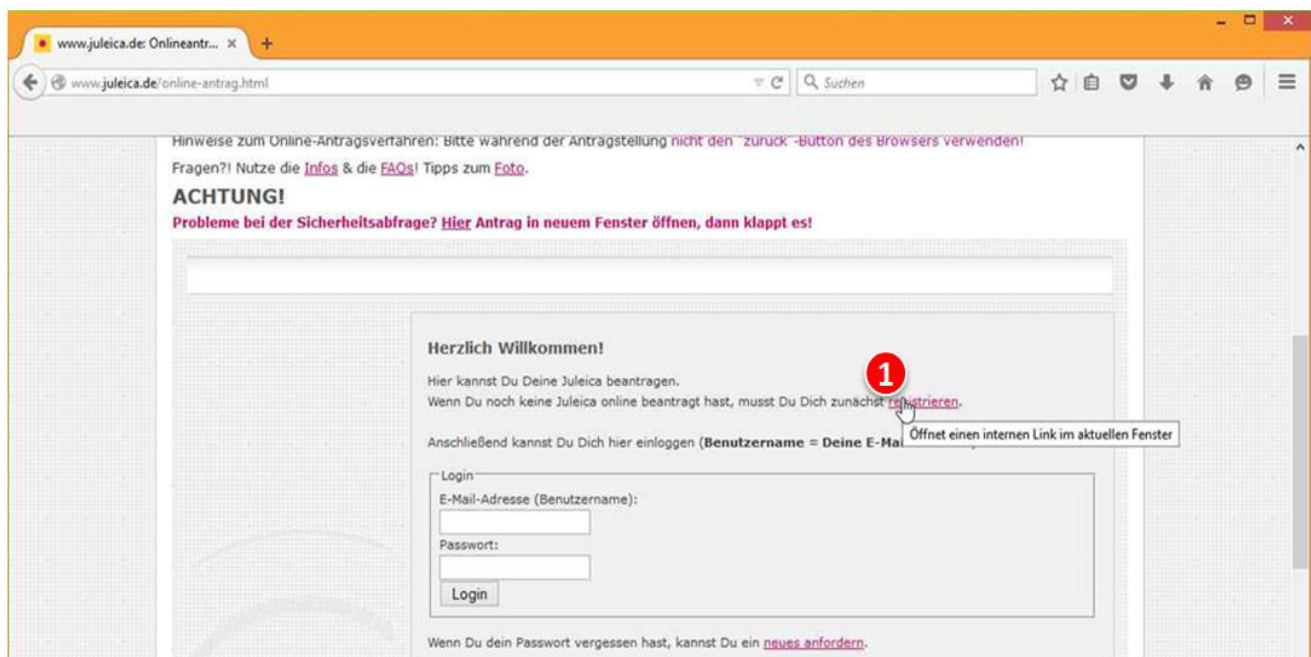 www.juleica.de: Onlineantr... × +
www.juleica.de/online-antrag.html
Suchen
Hinweise zum Online-Antragsverfahren: Bitte während der Antragstellung nicht den "zurück"-Button des Browsers verwenden!
Fragen?! Nutze die Infos & die FAQs! Tipps zum Foto.
ACHTUNG!
Probleme bei der Sicherheitsabfrage? Hier Antrag in neuem Fenster öffnen, dann klappt es!
Herzlich Willkommen!
1
Hier kannst Du Deine Juleica beantragen.
Wenn Du noch keine Juleica online beantragt hast, musst Du Dich zunächst registrieren.
Öffnet einen internen Link im aktuellen Fenster
Anschließend kannst Du Dich hier einloggen (Benutzername = Deine E-Mai
Login
E-Mail-Adresse (Benutzername):
Passwort:
Login
Wenn Du dein Passwort vergessen hast, kannst Du ein neues anfordern.